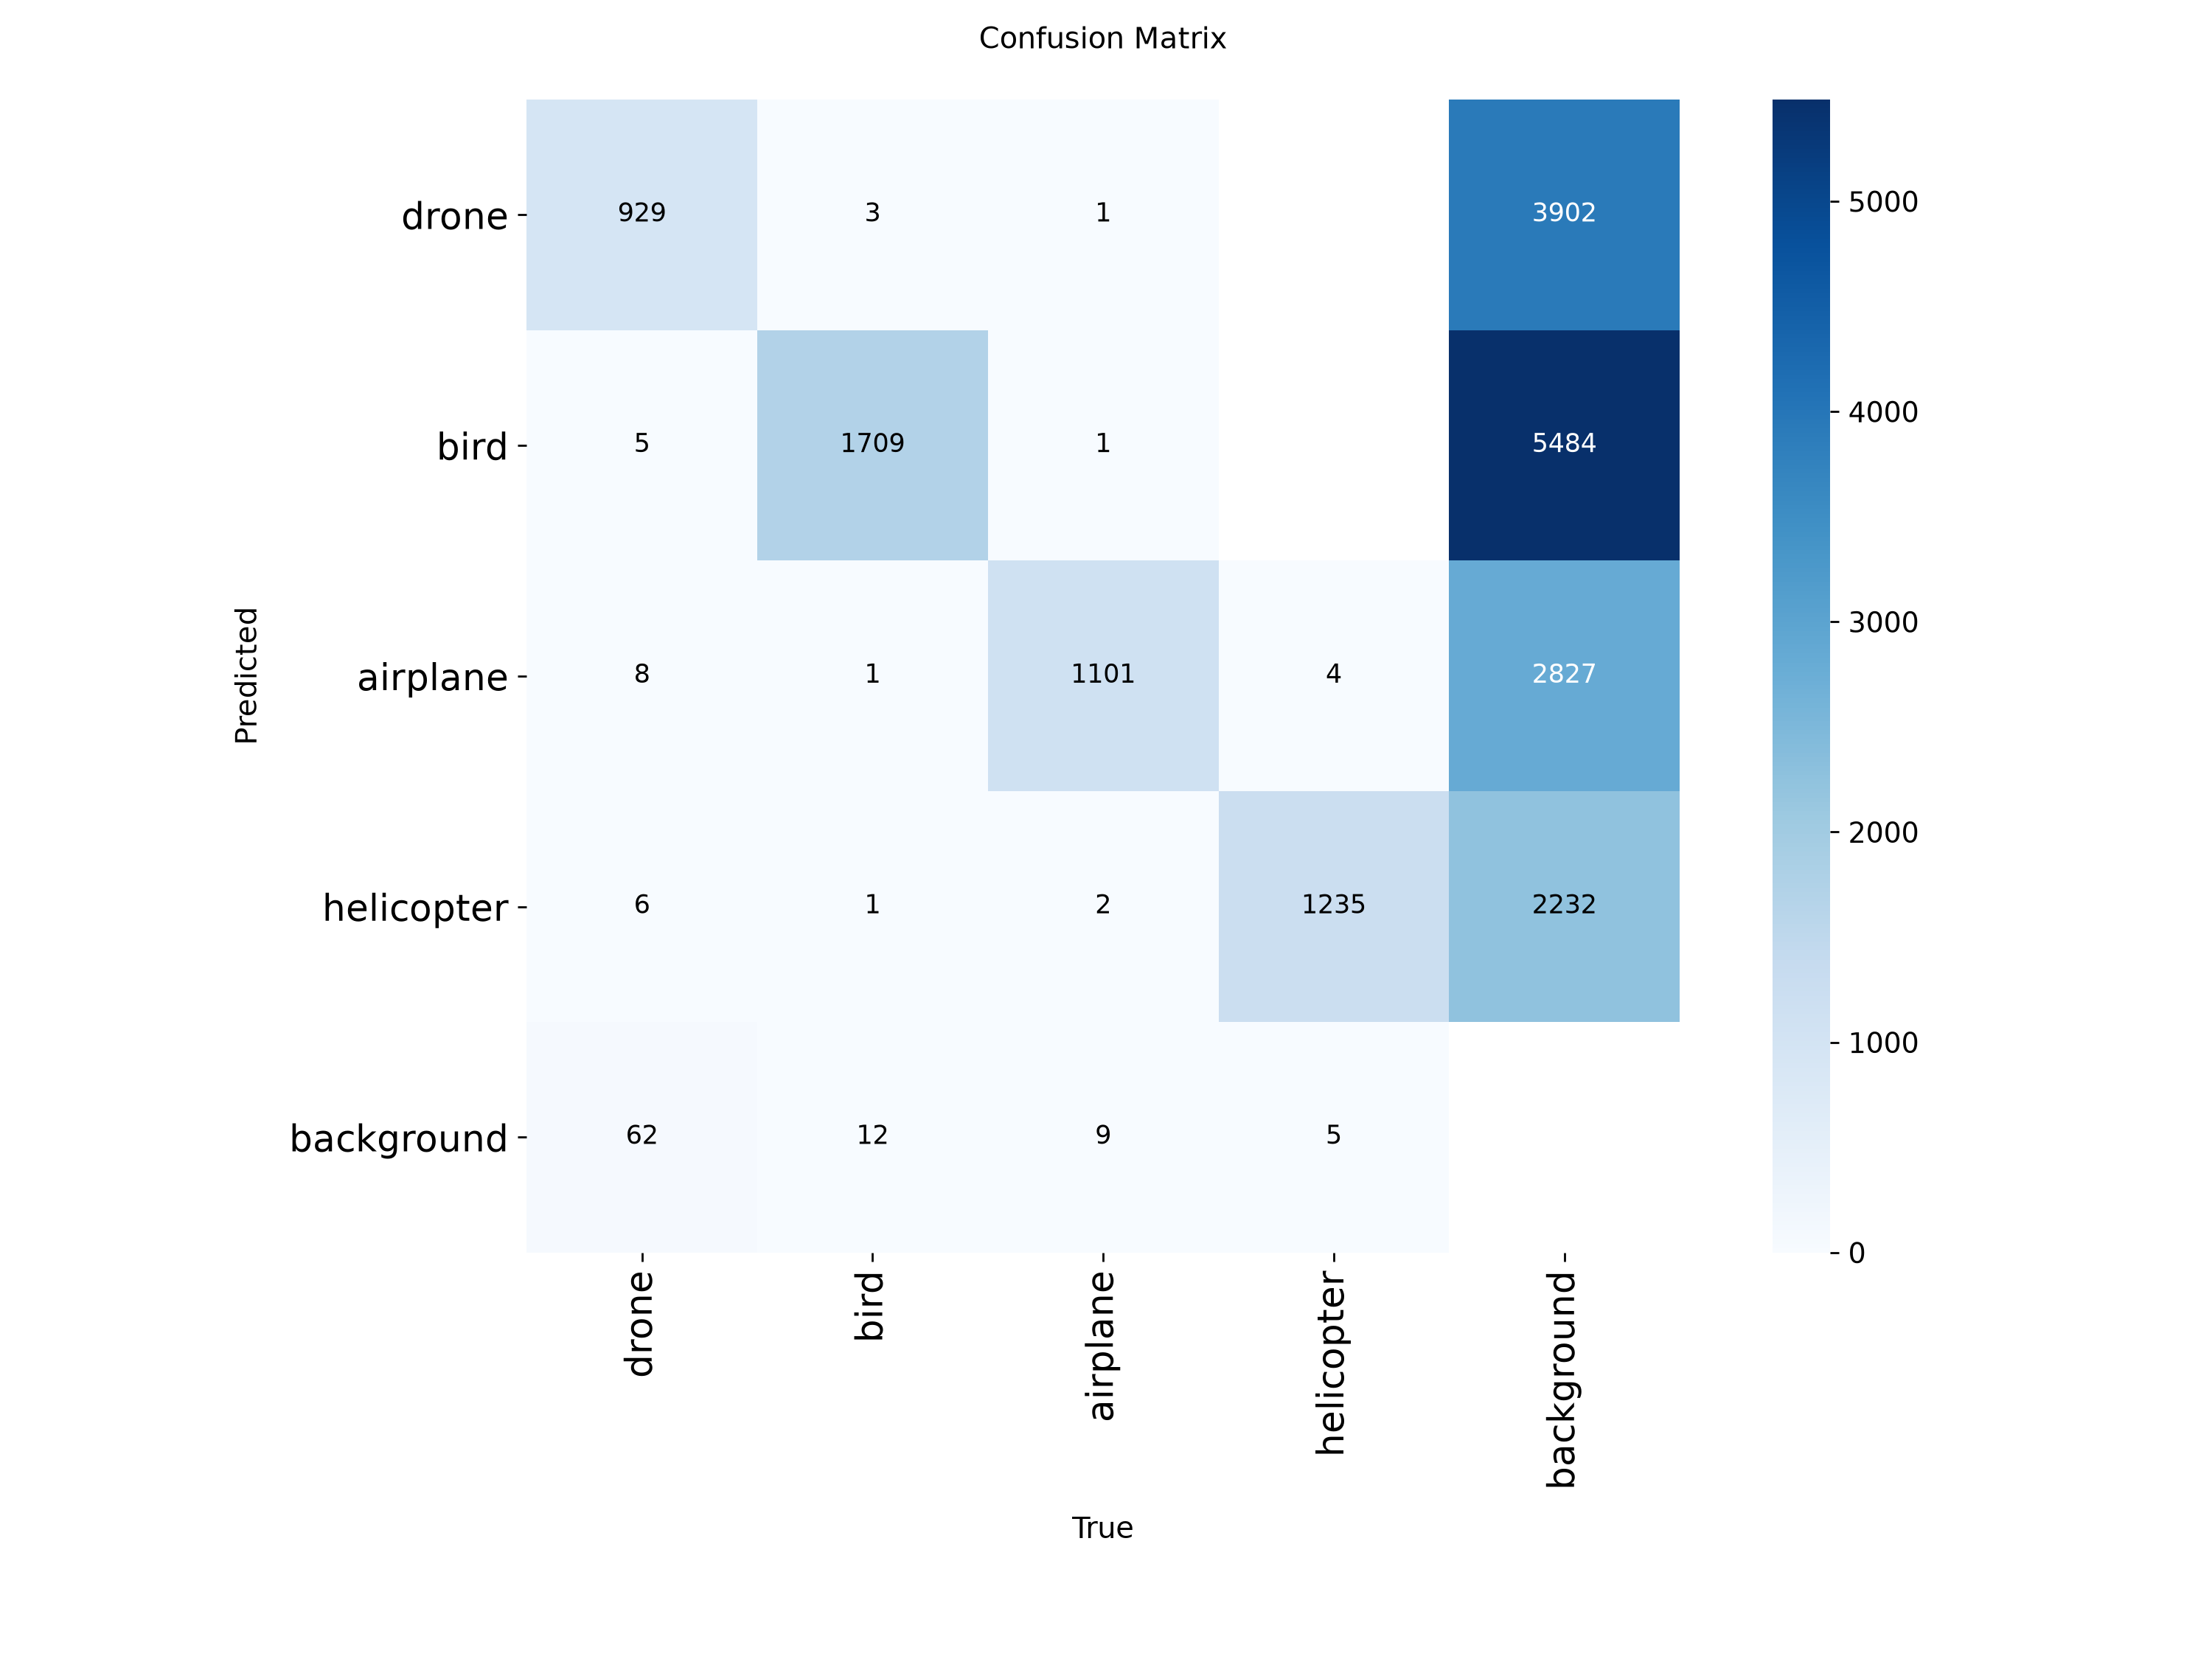 Confusion Matrix
drone 929 3 1 3902
bird 5 1709 1 5484
airplane 8 1 1101 4 2827
helicopter 6 1 2 1235 2232
background 62 12 9 5
Predicted
drone bird airplane helicopter background
True
5000
4000
3000
2000
1000
0